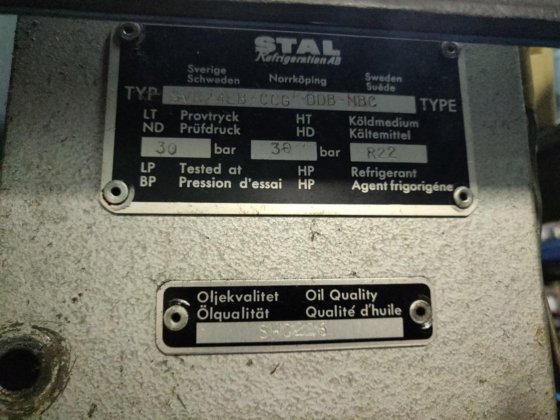 STAL
Refrigeration AB
Sverige Norrköping Sweden
Schweden Suède
TYP TYPE
LT Provtryck HT Köldmedium
ND Prüfdruck HD Kältemittel
30 bar 30 bar R22
LP Tested at HP Refrigerant
BP Pression d'essai HP Agent frigorigéne
Oljekvalitet Oil Quality
Ölqualität Qualité d'huile